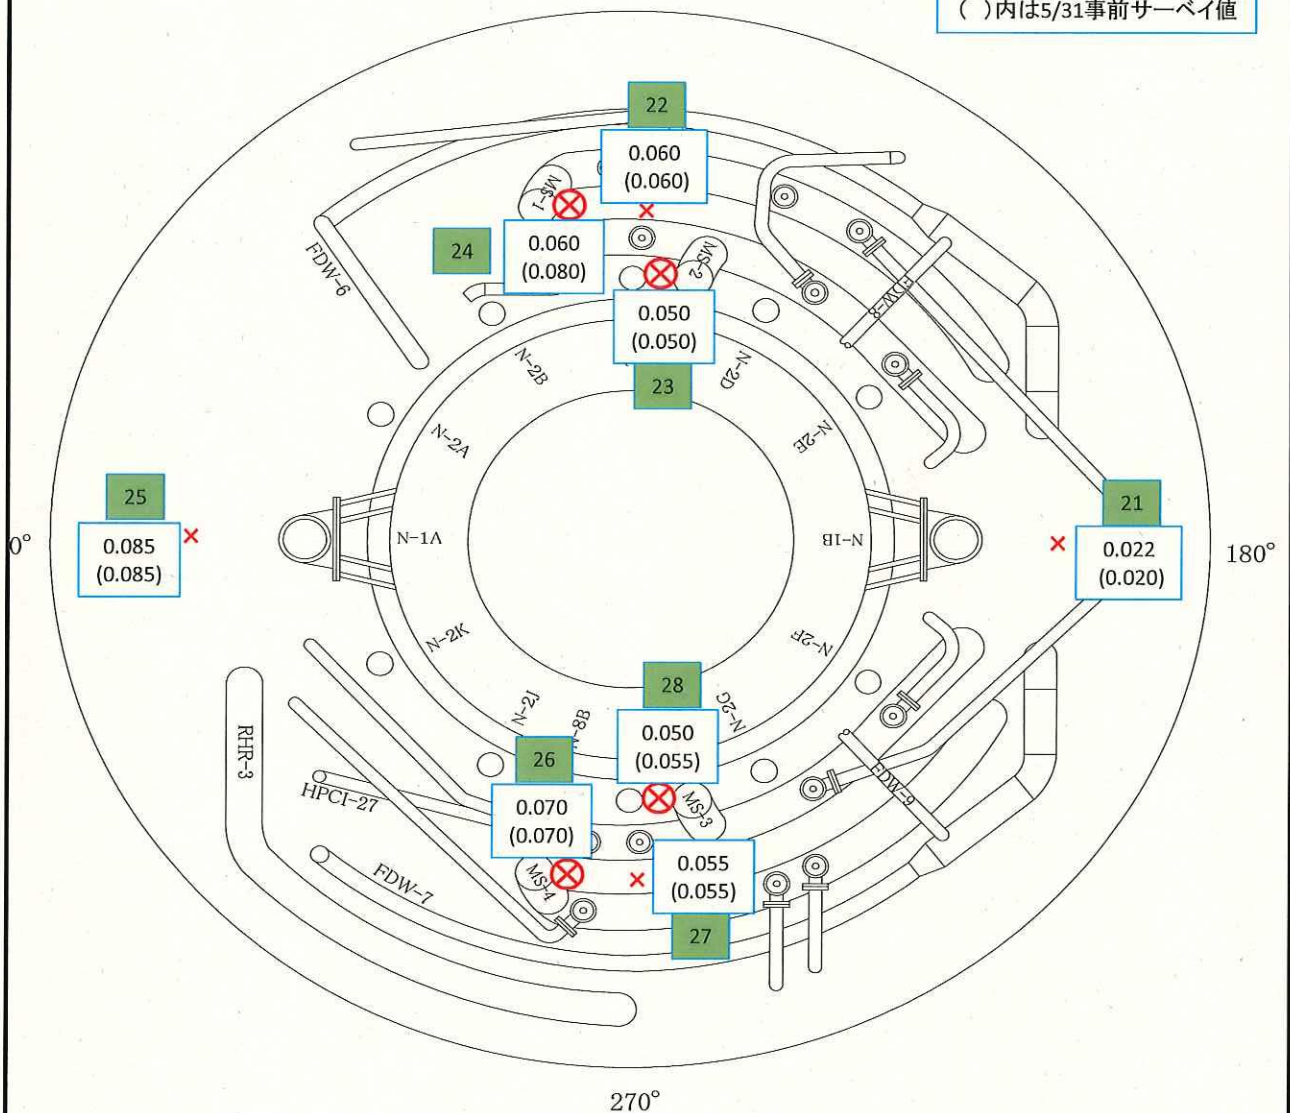 ( )内は5/31事前サーベイ値
22
0.060
(0.060)
MS-1
24
0.060
(0.080)
MS-2
FDW-6
FDW-8
0.050
(0.050)
23
N-2B
N-2D
N-2A
N-2E
25
0.085
(0.085)
0°
N-1A
N-1B
21
0.022
(0.020)
180°
N-2K
N-2F
28
0.050
(0.055)
N-2J
N-8B
N-2G
RHR-3
26
0.070
(0.070)
HPCI-27
MS-3
FDW-9
0.055
(0.055)
FDW-7
MS-4
27
270°